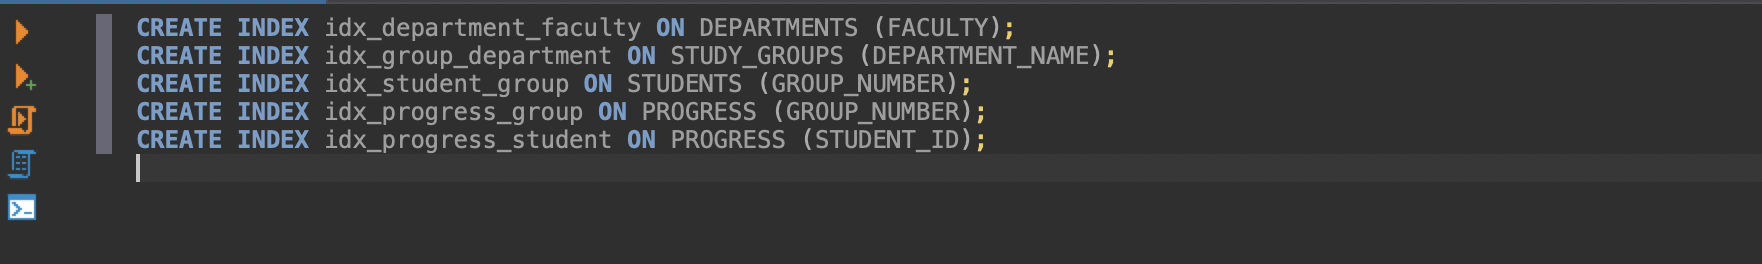 CREATE INDEX idx_department_faculty ON DEPARTMENTS (FACULTY);
CREATE INDEX idx_group_department ON STUDY_GROUPS (DEPARTMENT_NAME);
CREATE INDEX idx_student_group ON STUDENTS (GROUP_NUMBER);
CREATE INDEX idx_progress_group ON PROGRESS (GROUP_NUMBER);
CREATE INDEX idx_progress_student ON PROGRESS (STUDENT_ID);